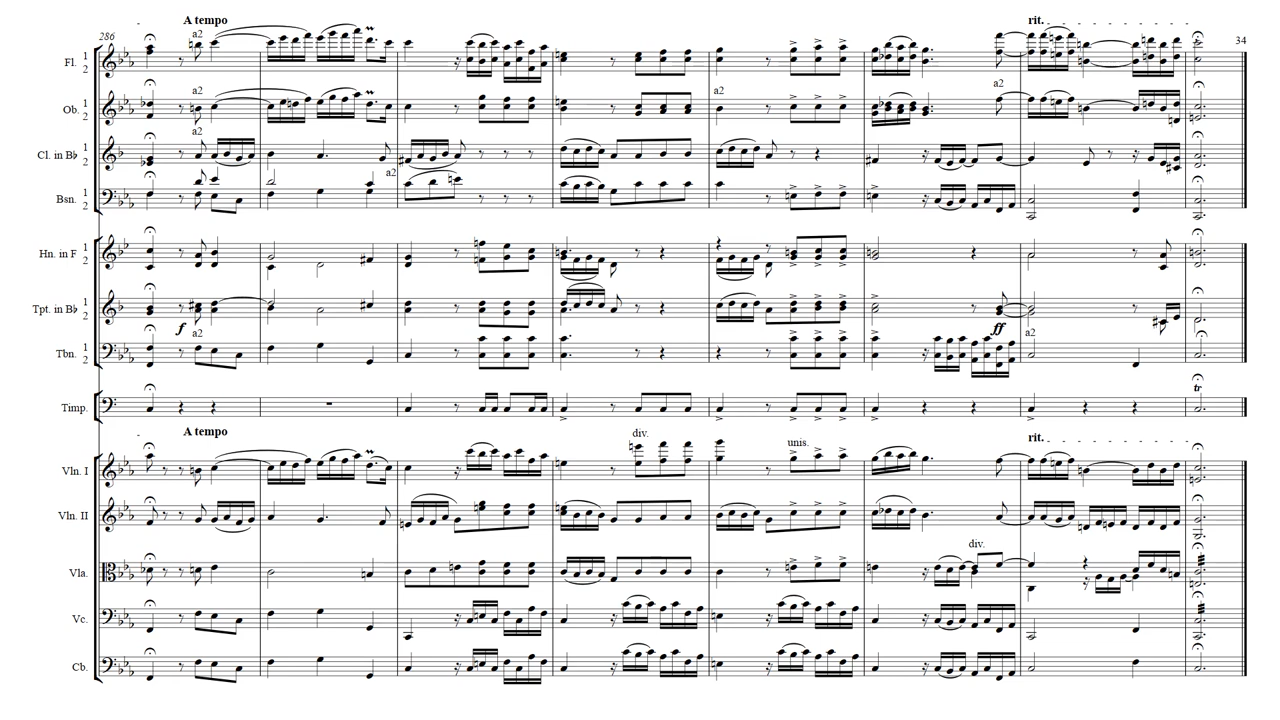 A tempo
rit.
286
34
a2
Fl. 1 2
a2
a2
Ob. 1 2
a2
Cl. in B♭ 1 2
a2
Bsn. 1 2
Hn. in F 1 2
Tpt. in B♭ 1 2
f
ff
a2
a2
Tbn. 1 2
tr
Timp.
A tempo
div.
rit.
unis.
Vln. I
Vln. II
div.
Vla.
Vc.
Cb.